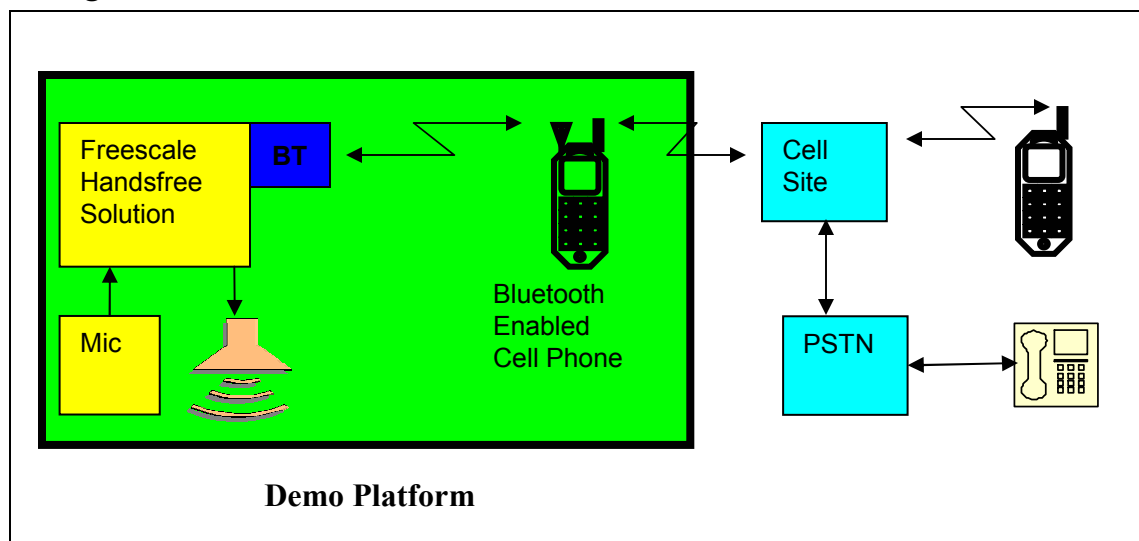 Freescale
Handsfree
Solution
BT
Cell
Site
Mic
Bluetooth
Enabled
Cell Phone
PSTN
Demo Platform